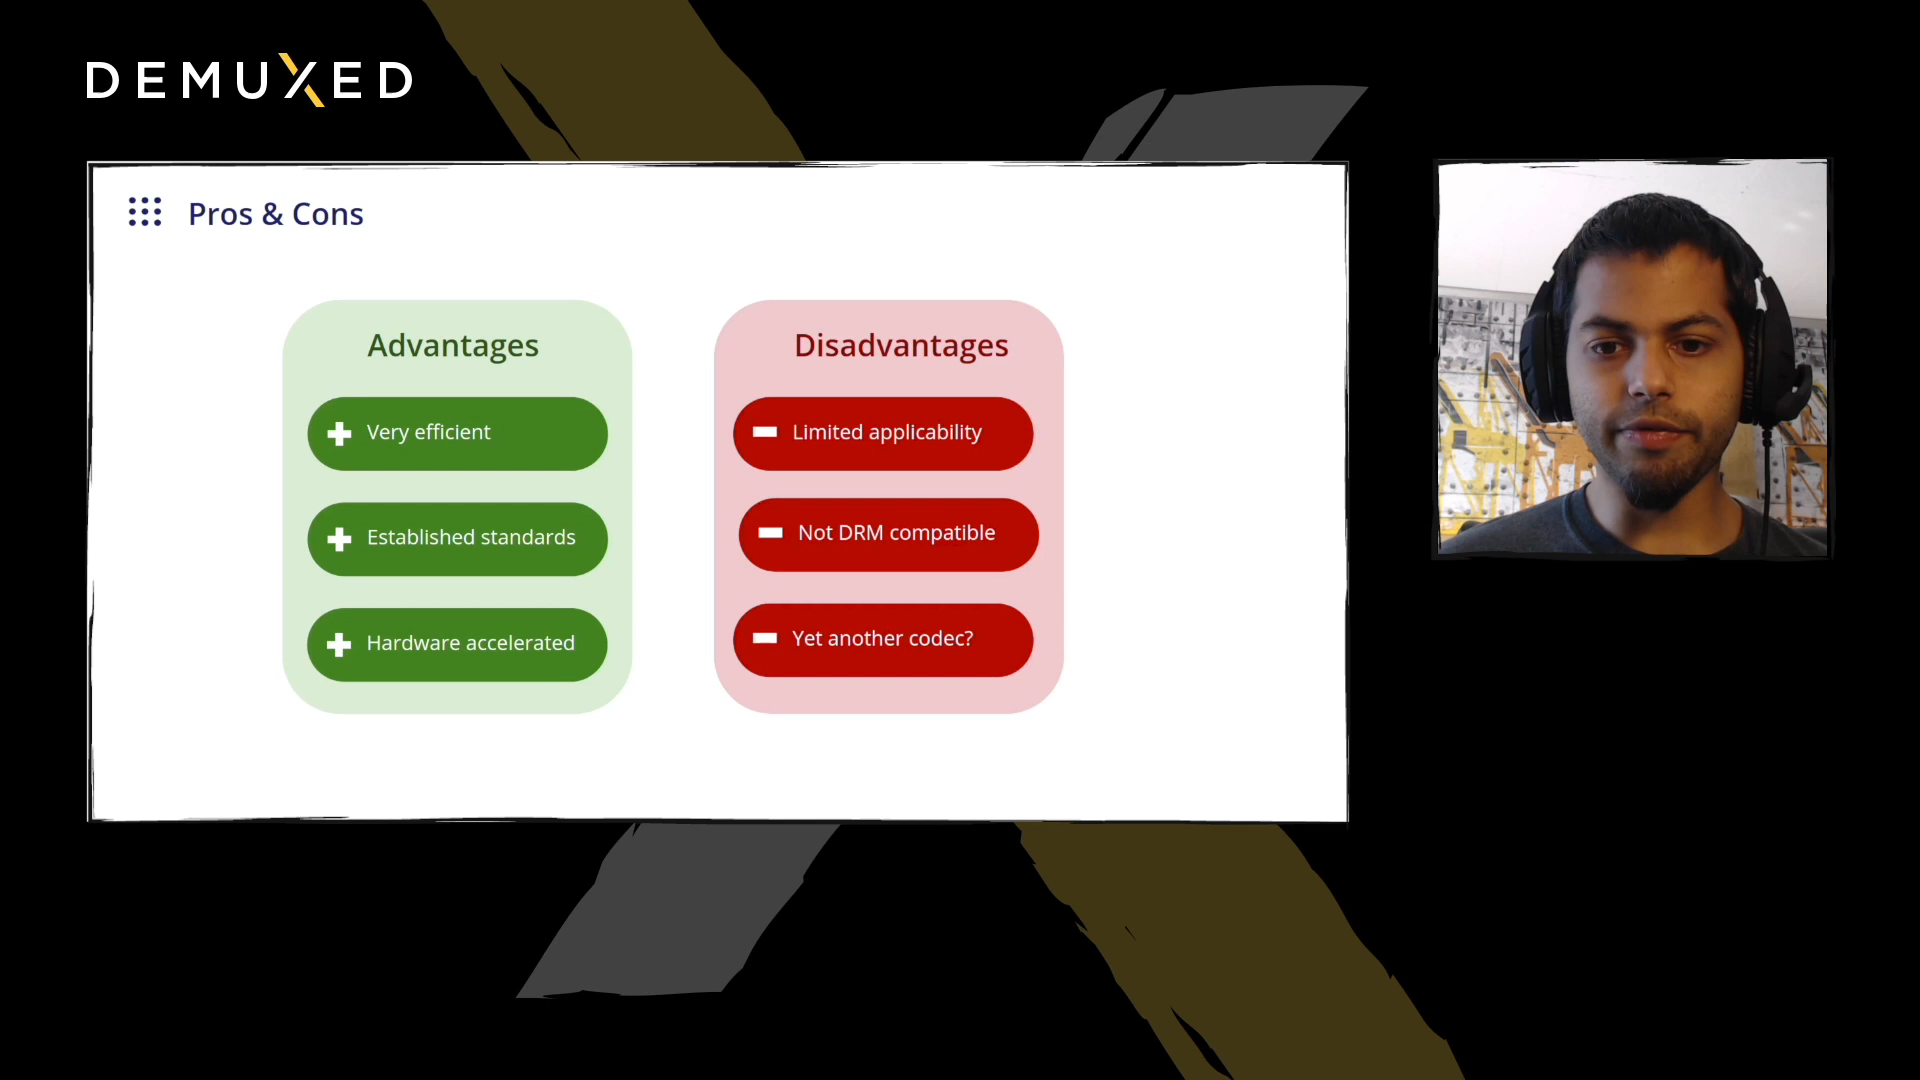 DEMUXED
Pros & Cons
Advantages
Very efficient
Established standards
Hardware accelerated
Disadvantages
Limited applicability
Not DRM compatible
Yet another codec?